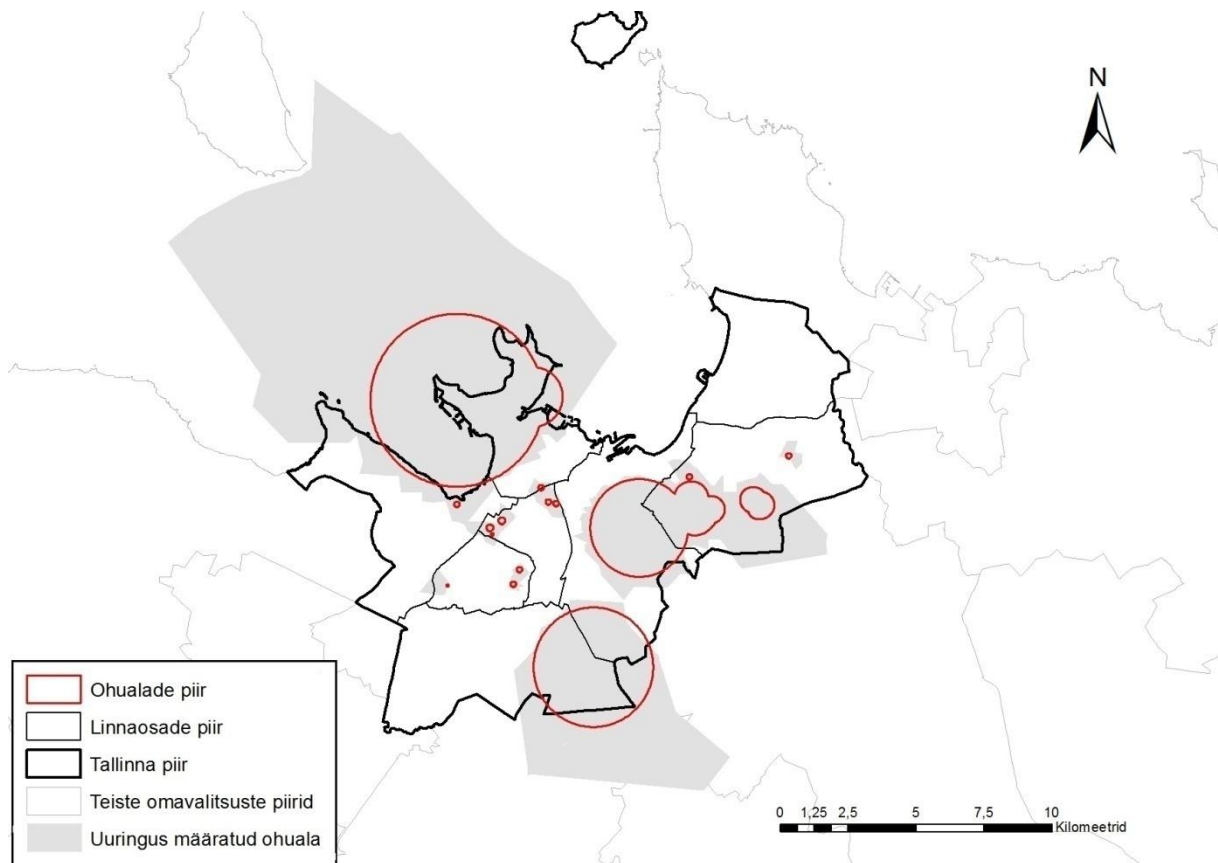 N
Ohualade piir
Linnaosade piir
Tallinna piir
Teiste omavalitsuste piirid
Uuringus määratud ohuala
0 1,25 2,5 5 7,5 10
Kilomeetrid